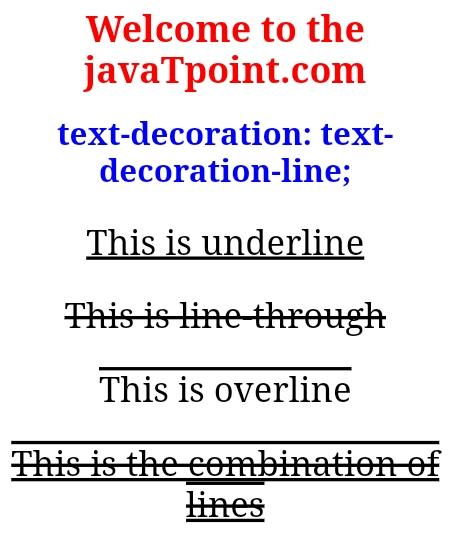 Welcome to the
javaTpoint.com
text-decoration: text-
decoration-line;
This is underline
This is line-through
This is overline
This is the combination of
lines